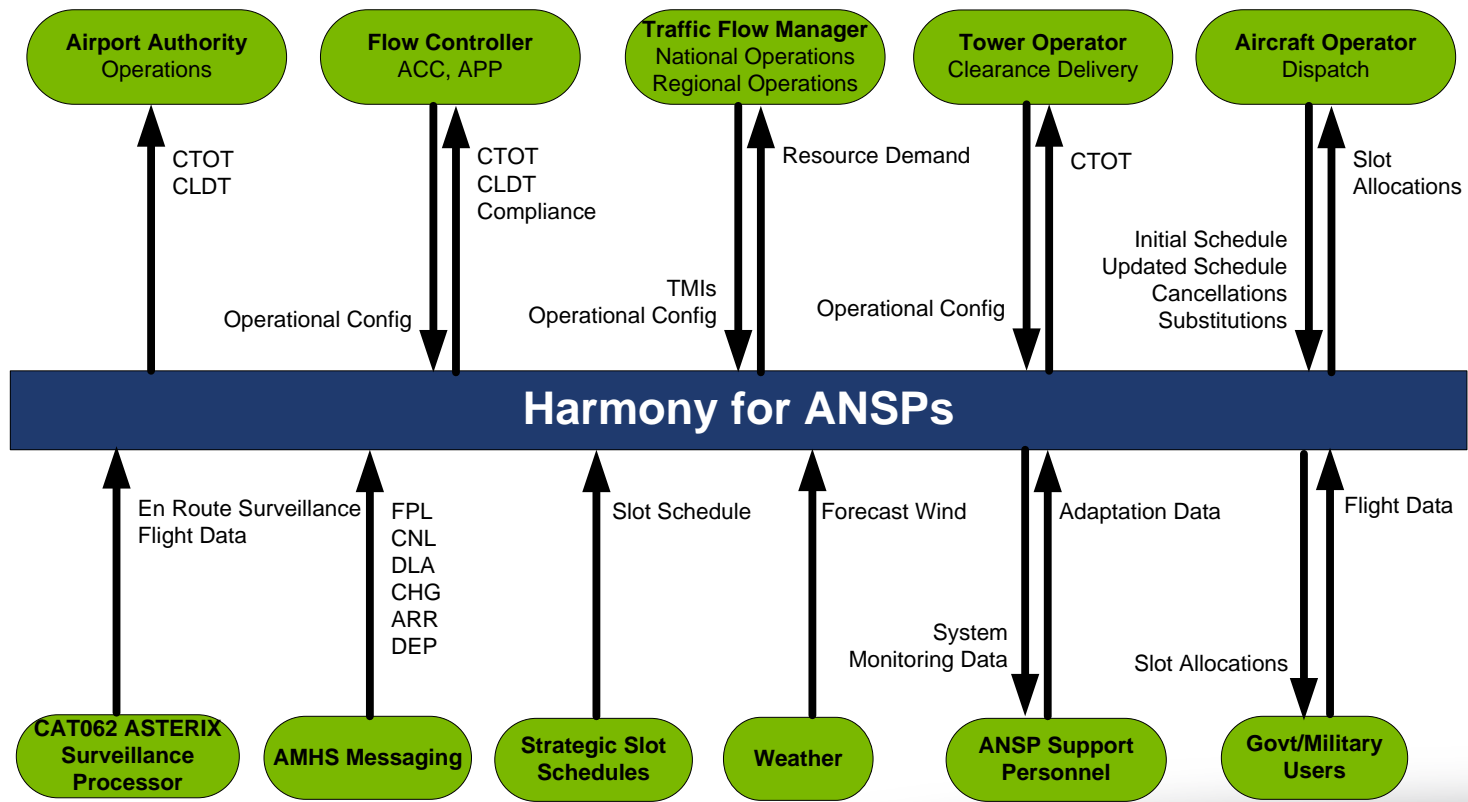 Airport Authority
Operations
Flow Controller
ACC, APP
Traffic Flow Manager
National Operations
Regional Operations
Tower Operator
Clearance Delivery
Aircraft Operator
Dispatch
CTOT
CLDT
CTOT
CLDT
Compliance
Operational Config
Resource Demand
TMIs
Operational Config
CTOT
Operational Config
Slot
Allocations
Initial Schedule
Updated Schedule
Cancellations
Substitutions
Harmony for ANSPs
En Route Surveillance
Flight Data
FPL
CNL
DLA
CHG
ARR
DEP
Slot Schedule
Forecast Wind
Adaptation Data
System
Monitoring Data
Flight Data
Slot Allocations
CAT062 ASTERIX
Surveillance
Processor
AMHS Messaging
Strategic Slot
Schedules
Weather
ANSP Support
Personnel
Govt/Military
Users